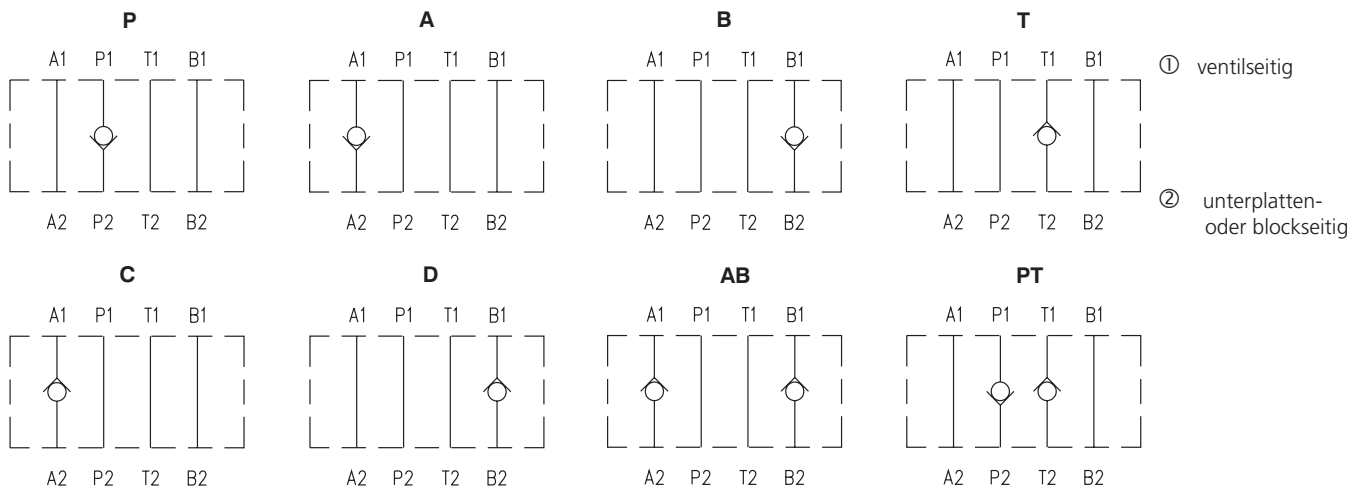 P A B T
A1 P1 T1 B1 A1 P1 T1 B1 A1 P1 T1 B1 A1 P1 T1 B1
① ventilseitig
A2 P2 T2 B2 A2 P2 T2 B2 A2 P2 T2 B2 A2 P2 T2 B2
② unterplatten-
oder blockseitig
C D AB PT
A1 P1 T1 B1 A1 P1 T1 B1 A1 P1 T1 B1 A1 P1 T1 B1
A2 P2 T2 B2 A2 P2 T2 B2 A2 P2 T2 B2 A2 P2 T2 B2